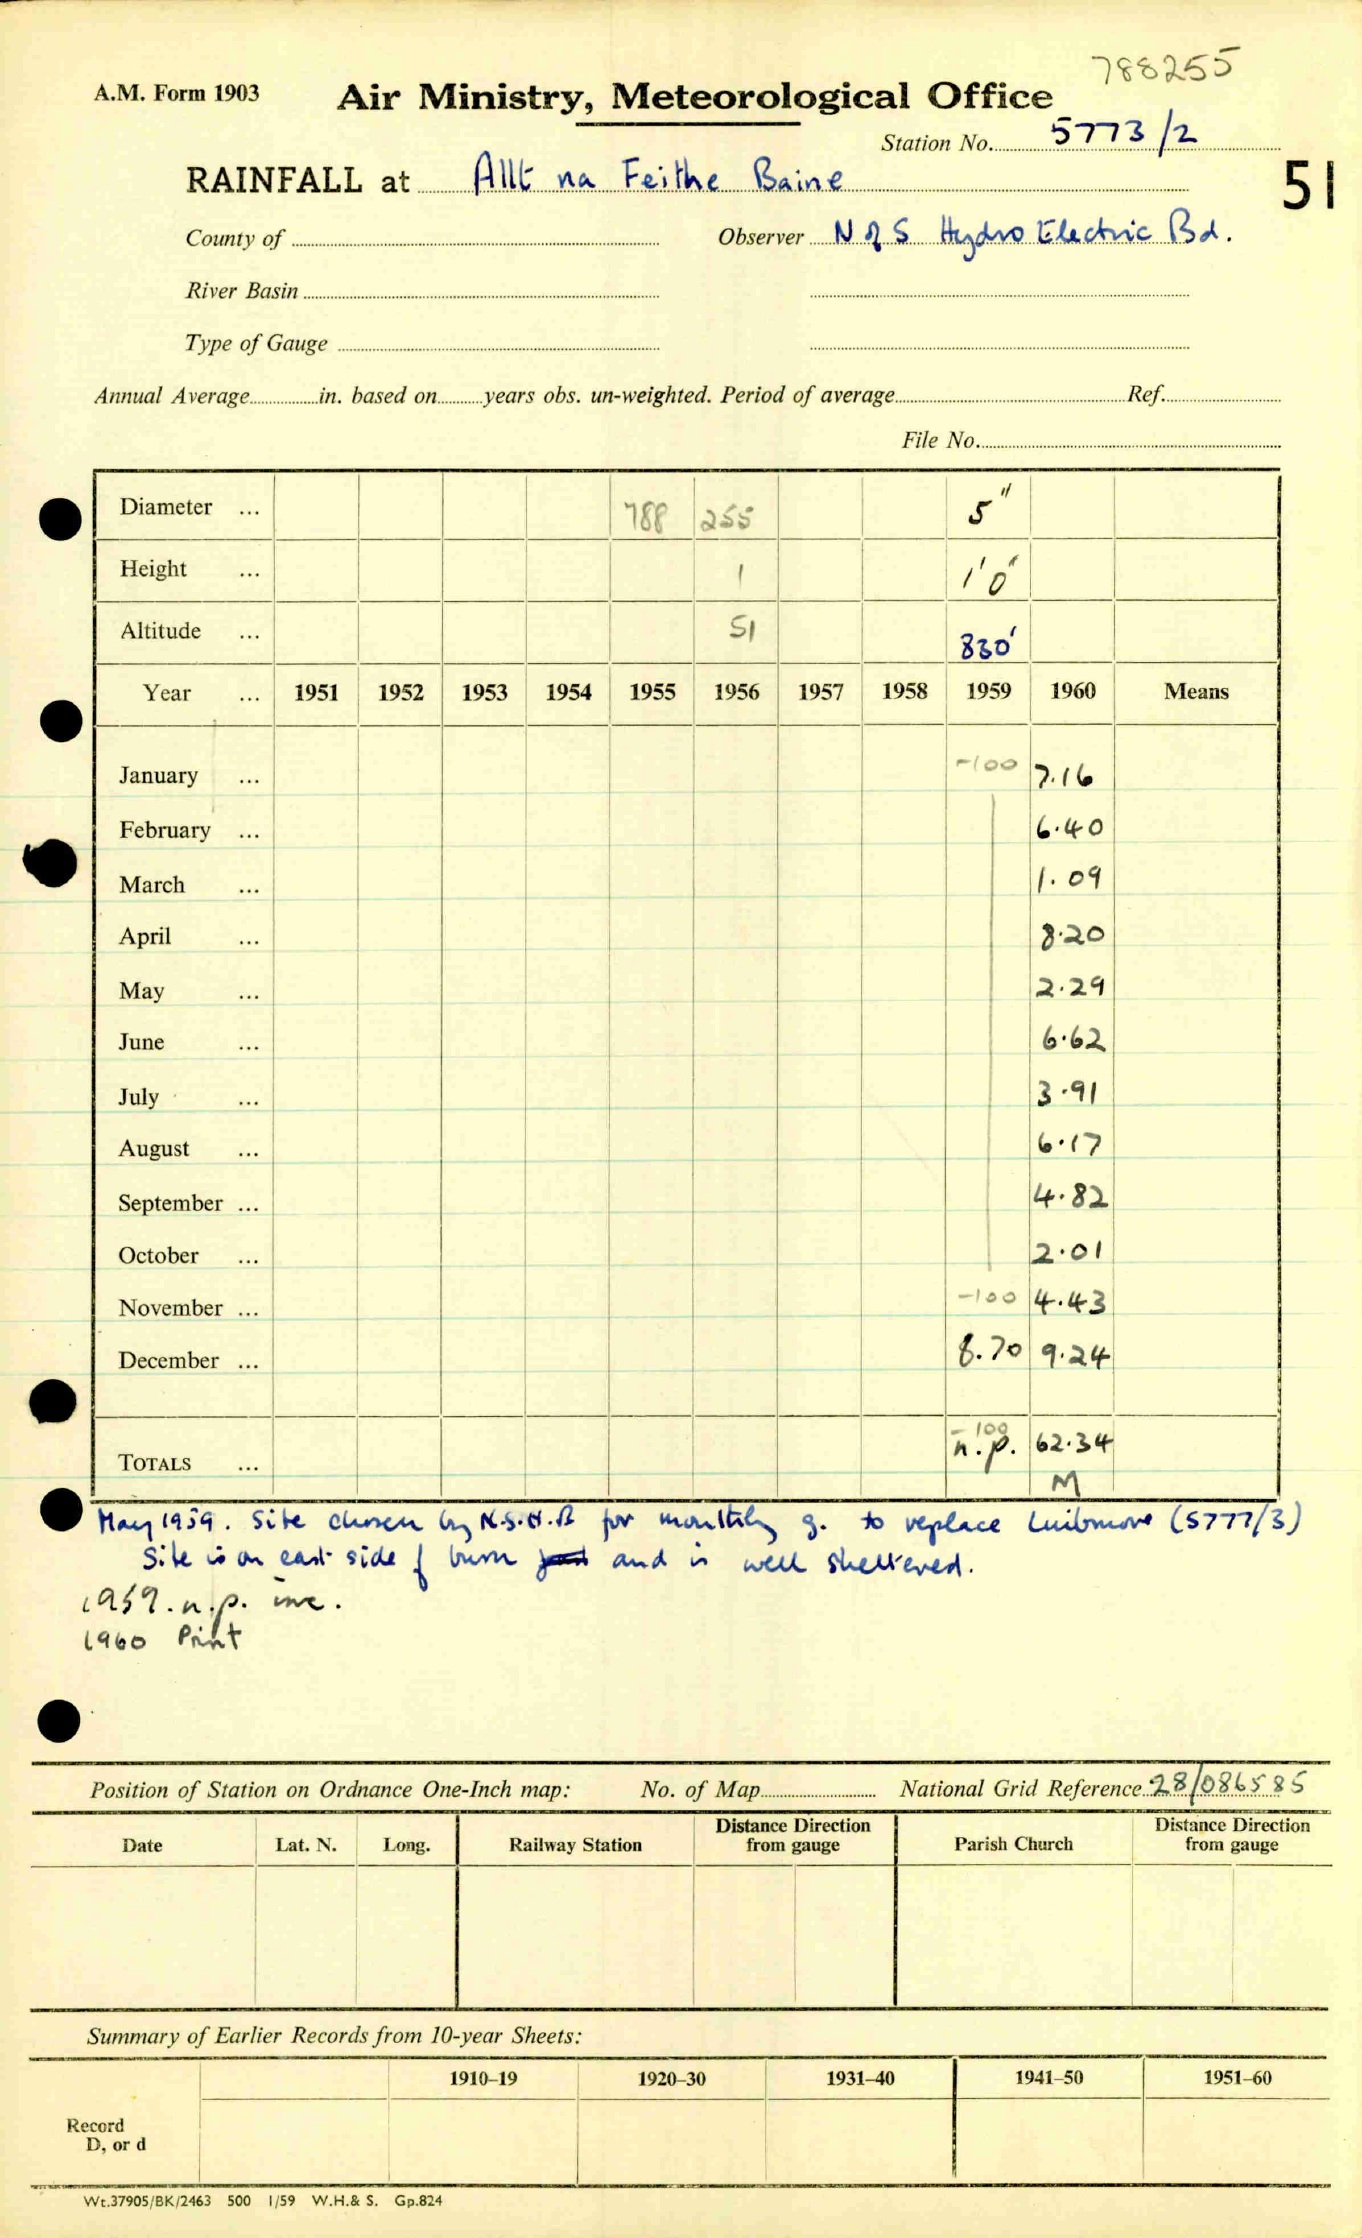 788255
A.M. Form 1903 Air Ministry, Meteorological Office
Station No. 5773/2
RAINFALL at Allt na Feithe Baine 51
County of Observer N of S Hydro Electric Bd.
River Basin
Type of Gauge
Annual Average in. based on years obs. un-weighted. Period of average Ref.
File No.
Diameter ... 788 255 5"
Height ... 1 1'0"
Altitude ... 51 830'
Year ... 1951 1952 1953 1954 1955 1956 1957 1958 1959 1960 Means
January ... -100 7.16
February ... 6.40
March ... 1.09
April ... 8.20
May ... 2.29
June ... 6.62
July ... 3.91
August ... 6.17
September ... 4.82
October ... 2.01
November ... -100 4.43
December ... 8.70 9.24
-100
TOTALS ... n.p. 62.34
M
May 1959. Site chosen by N.S.H.B for monthly g. to replace Luibmore (5777/3)
Site is on east side of burn and is well sheltered.
1959. n.p. inc.
1960 Print
Position of Station on Ordnance One-Inch map: No. of Map National Grid Reference 28/086585
Date Lat. N. Long. Railway Station Distance Direction from gauge Parish Church Distance Direction from gauge
Summary of Earlier Records from 10-year Sheets:
1910-19 1920-30 1931-40 1941-50 1951-60
Record
D, or d
Wt.37905/BK/2463 500 1/59 W.H.& S. Gp.824